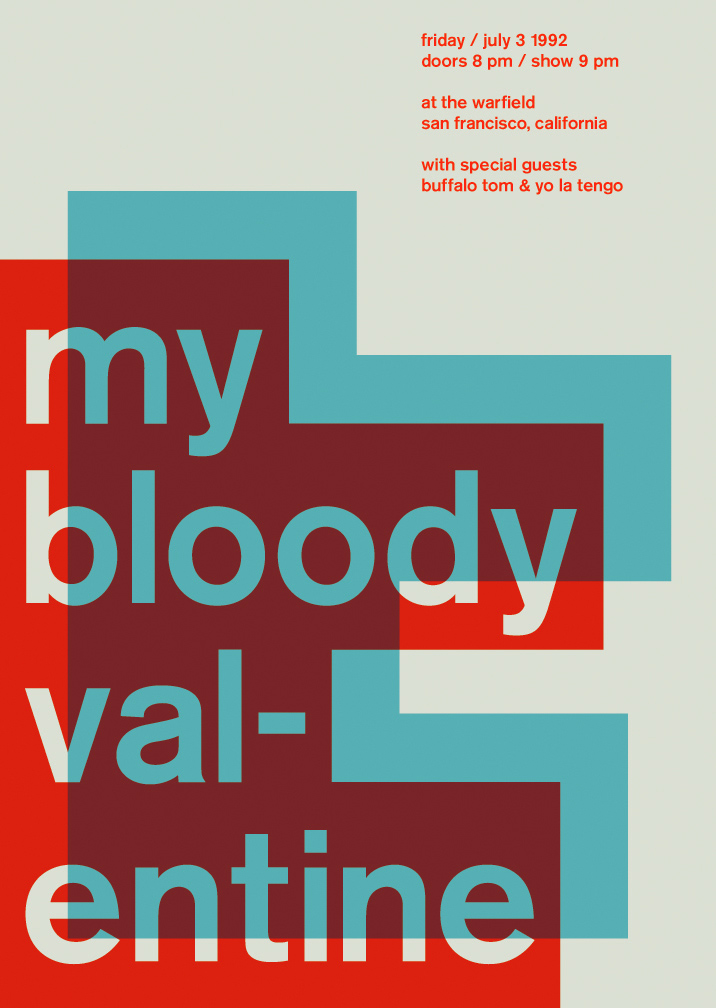 friday / july 3 1992
doors 8 pm / show 9 pm
at the warfield
san francisco, california
with special guests
buffalo tom & yo la tengo
my
bloody
val-
entine